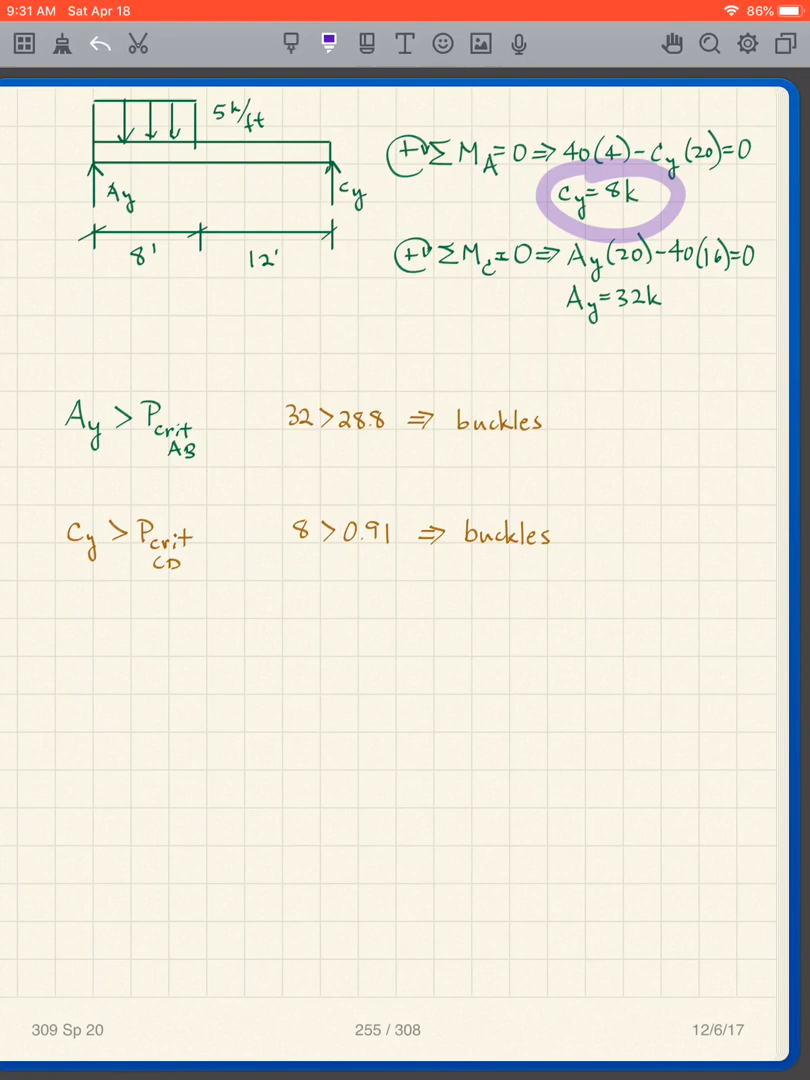 9:31 AM Sat Apr 18 86%
5 k/ft
Ay
Cy
8'
12'
+ ΣM_A=0 ⇒ 40(4)-Cy(20)=0
Cy=8k
+ ΣM_C=0 ⇒ Ay(20)-40(16)=0
Ay=32k
Ay > Pcrit AB 32>28.8 ⇒ buckles
Cy > Pcrit CD 8>0.91 ⇒ buckles
309 Sp 20 255 / 308 12/6/17